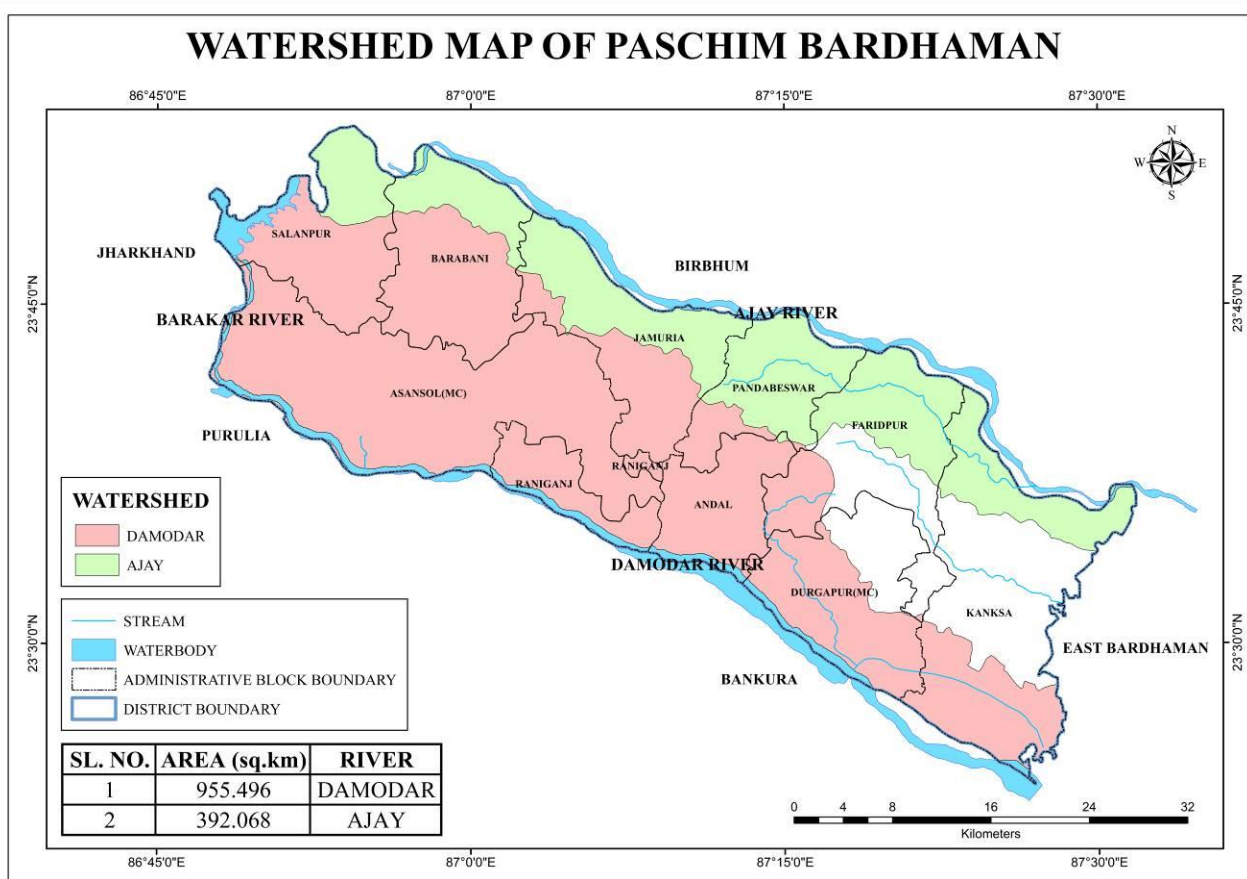 WATERSHED MAP OF PASCHIM BARDHAMAN
86°45'0"E 87°0'0"E 87°15'0"E 87°30'0"E
N
W E
S
SALANPUR
JHARKHAND
BARABANI
BIRBHUM
23°45'0"N 23°45'0"N
BARAKAR RIVER
AJAY RIVER
JAMURIA
PANDABESWAR
ASANSOL(MC)
FARIDPUR
PURULIA
RANIGANJ
RANIGANJ
ANDAL
WATERSHED
DAMODAR
AJAY
DAMODAR RIVER
DURGAPUR(MC)
KANKSA
23°30'0"N 23°30'0"N
EAST BARDHAMAN
BANKURA
STREAM
WATERBODY
ADMINISTRATIVE BLOCK BOUNDARY
DISTRICT BOUNDARY
SL. NO. AREA (sq.km) RIVER
1 955.496 DAMODAR
2 392.068 AJAY
0 4 8 16 24 32
Kilometers
86°45'0"E 87°0'0"E 87°15'0"E 87°30'0"E